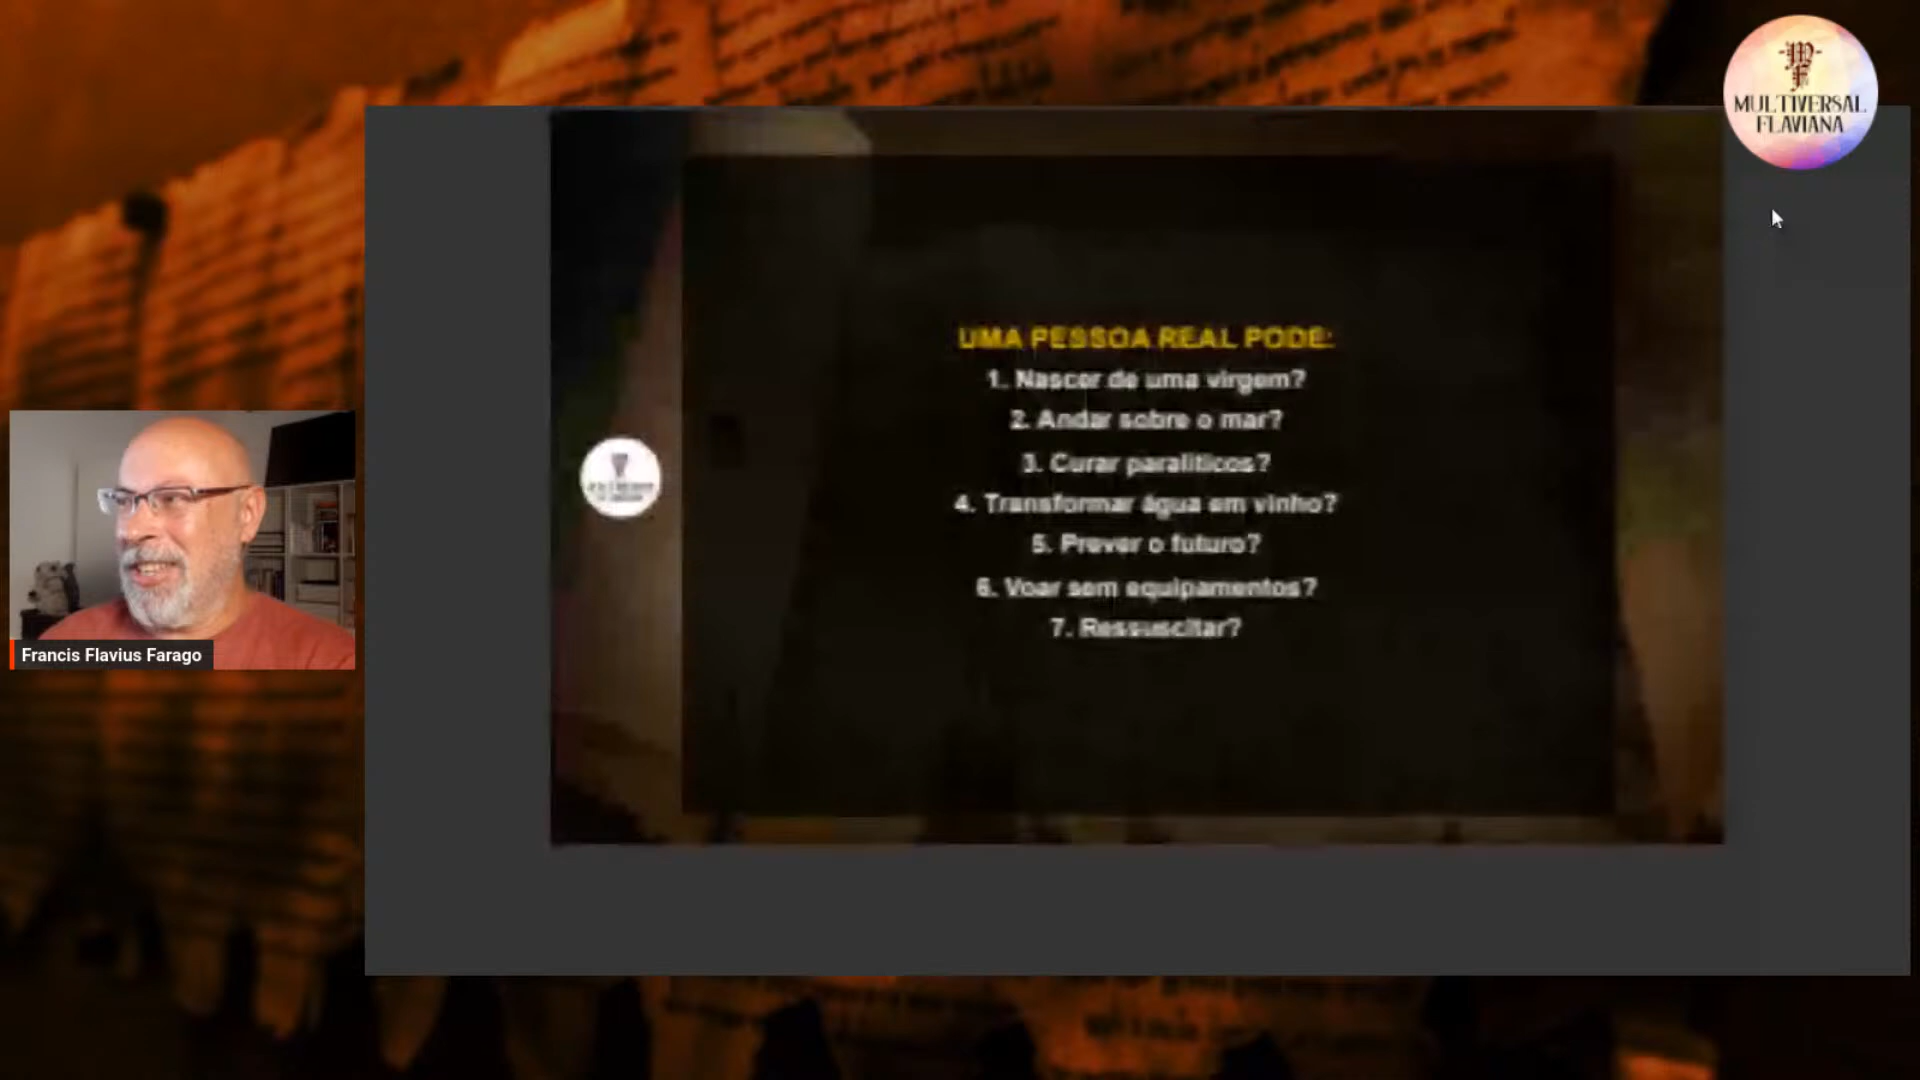 MULTIVERSAL
FLAVIANA
UMA PESSOA REAL PODE:
1. Nascer de uma virgem?
2. Andar sobre o mar?
3. Curar paralíticos?
4. Transformar água em vinho?
5. Prever o futuro?
6. Voar sem equipamentos?
7. Ressuscitar?
Francis Flavius Farago